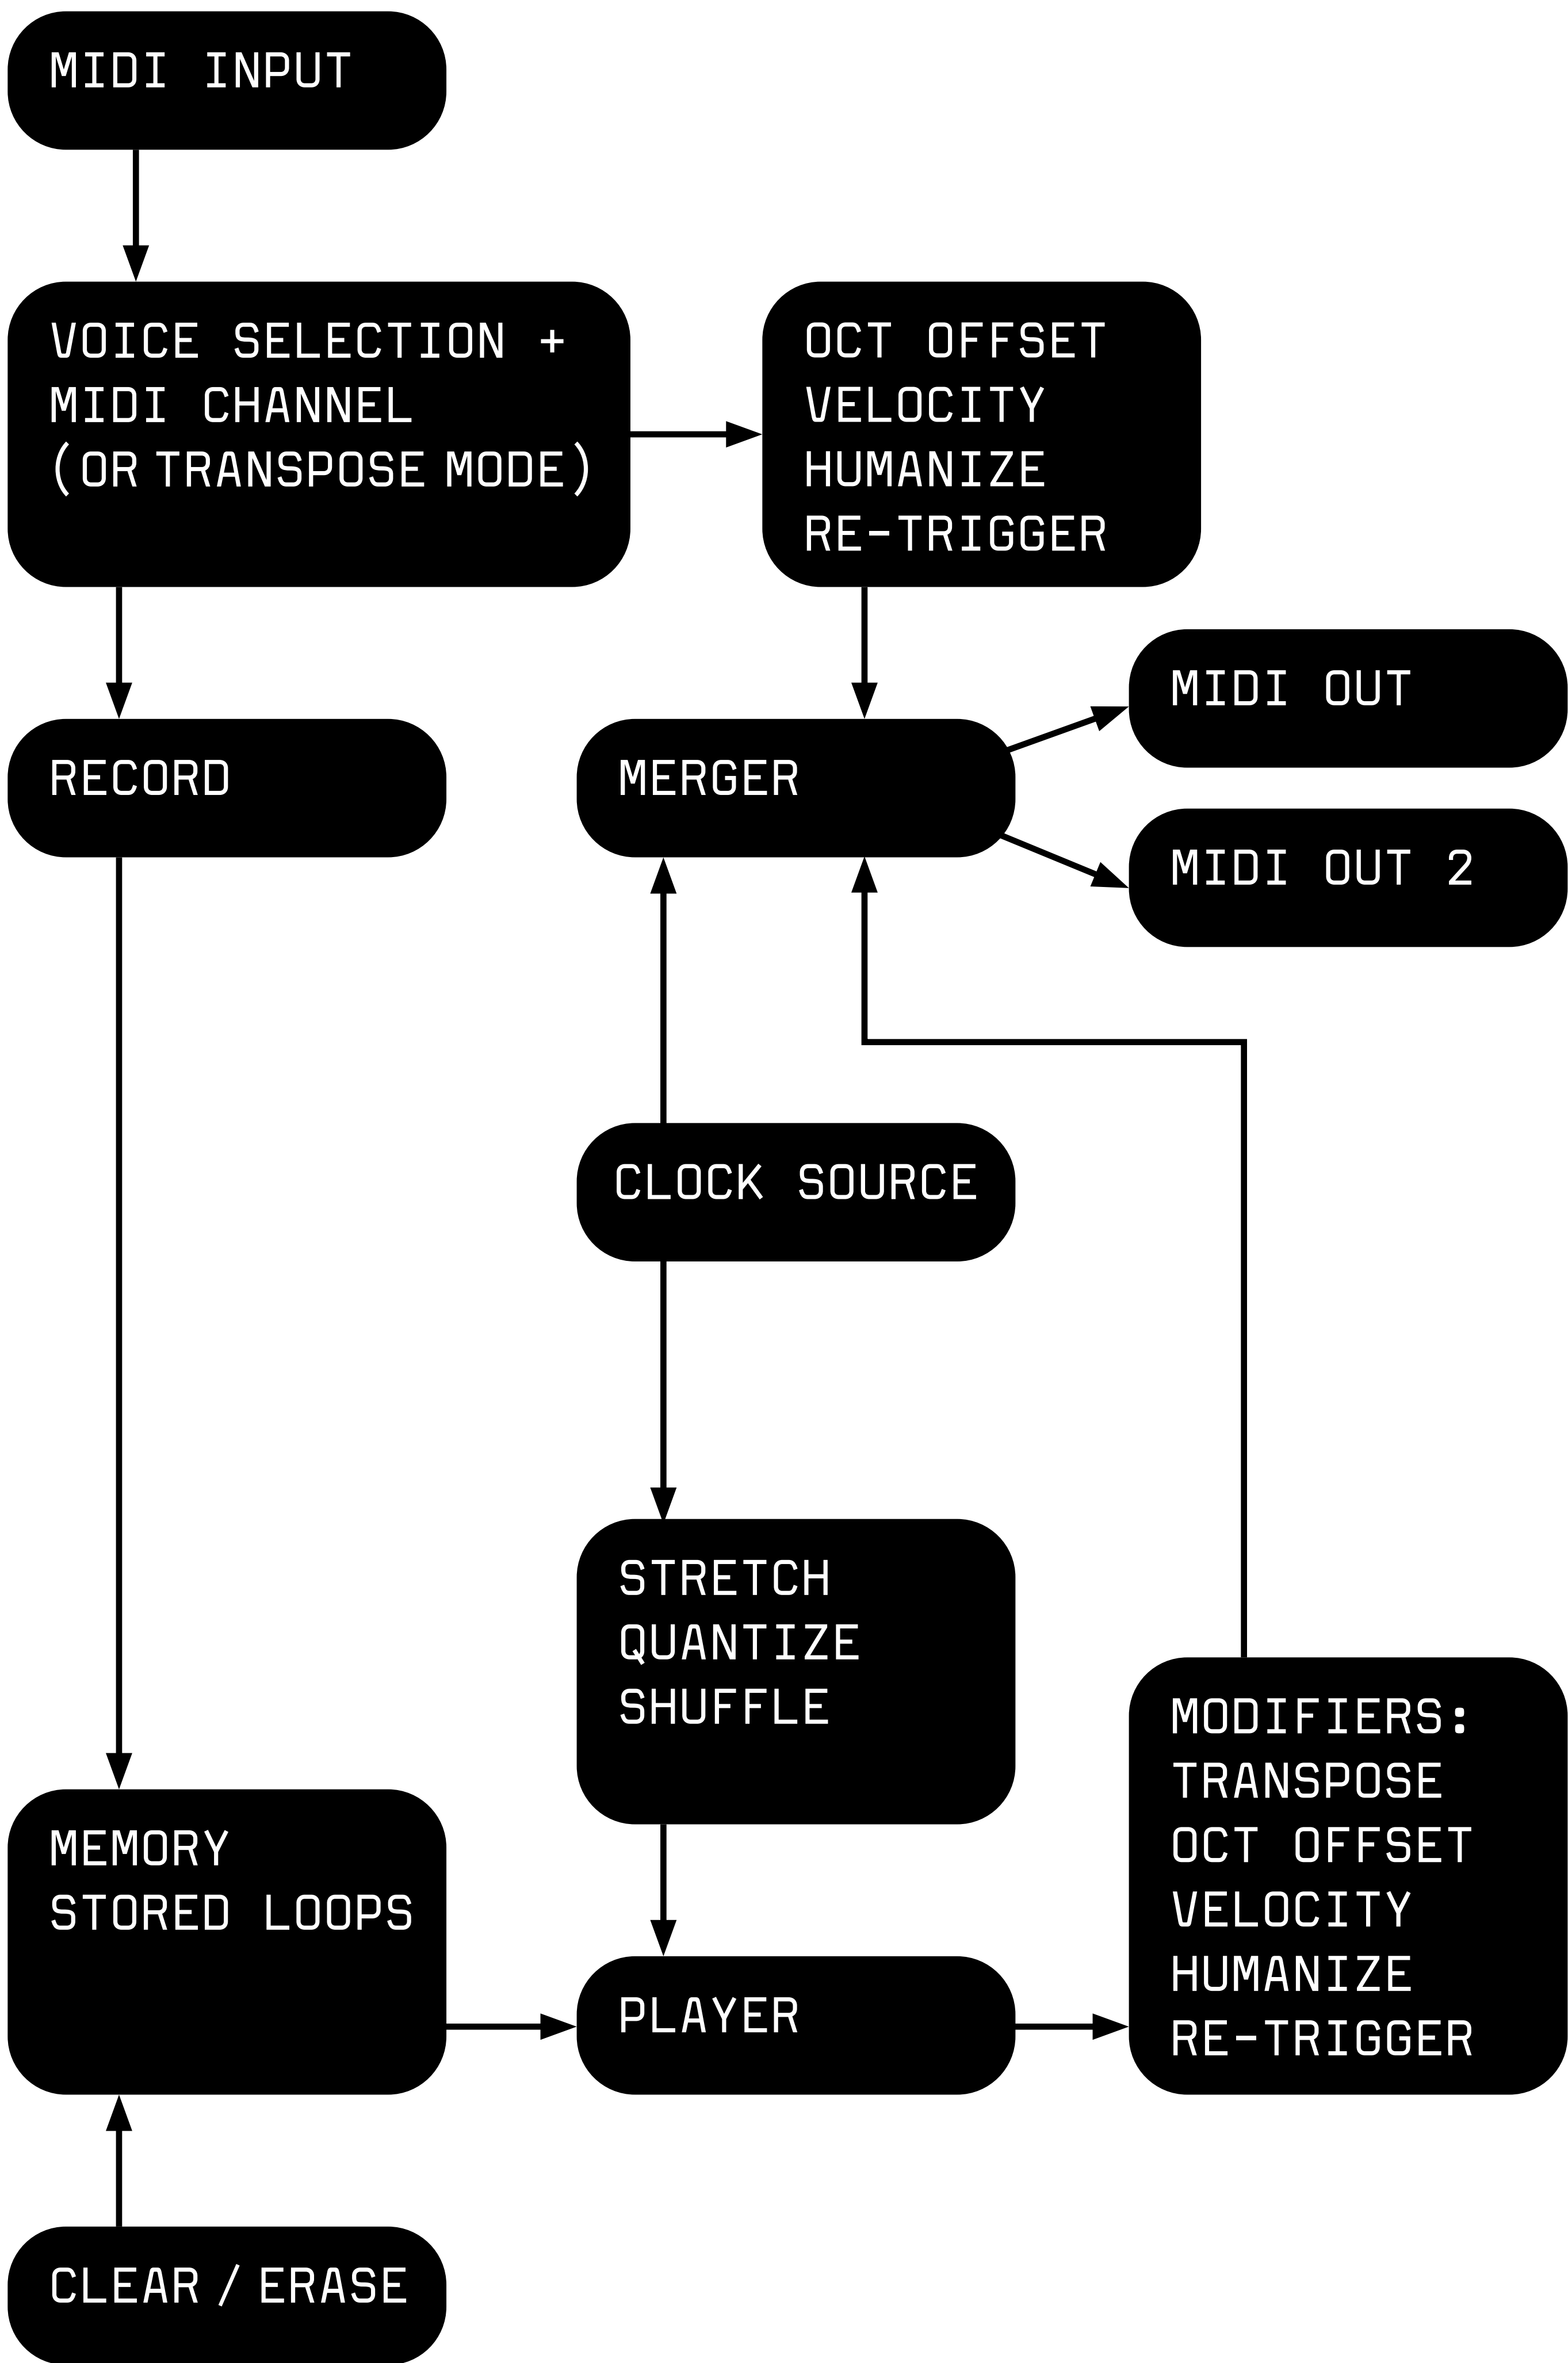 MIDI INPUT
VOICE SELECTION +
MIDI CHANNEL
(OR TRANSPOSE MODE)
OCT OFFSET
VELOCITY
HUMANIZE
RE-TRIGGER
MIDI OUT
RECORD
MERGER
MIDI OUT 2
CLOCK SOURCE
STRETCH
QUANTIZE
SHUFFLE
MODIFIERS:
TRANSPOSE
OCT OFFSET
VELOCITY
HUMANIZE
RE-TRIGGER
MEMORY
STORED LOOPS
PLAYER
CLEAR / ERASE